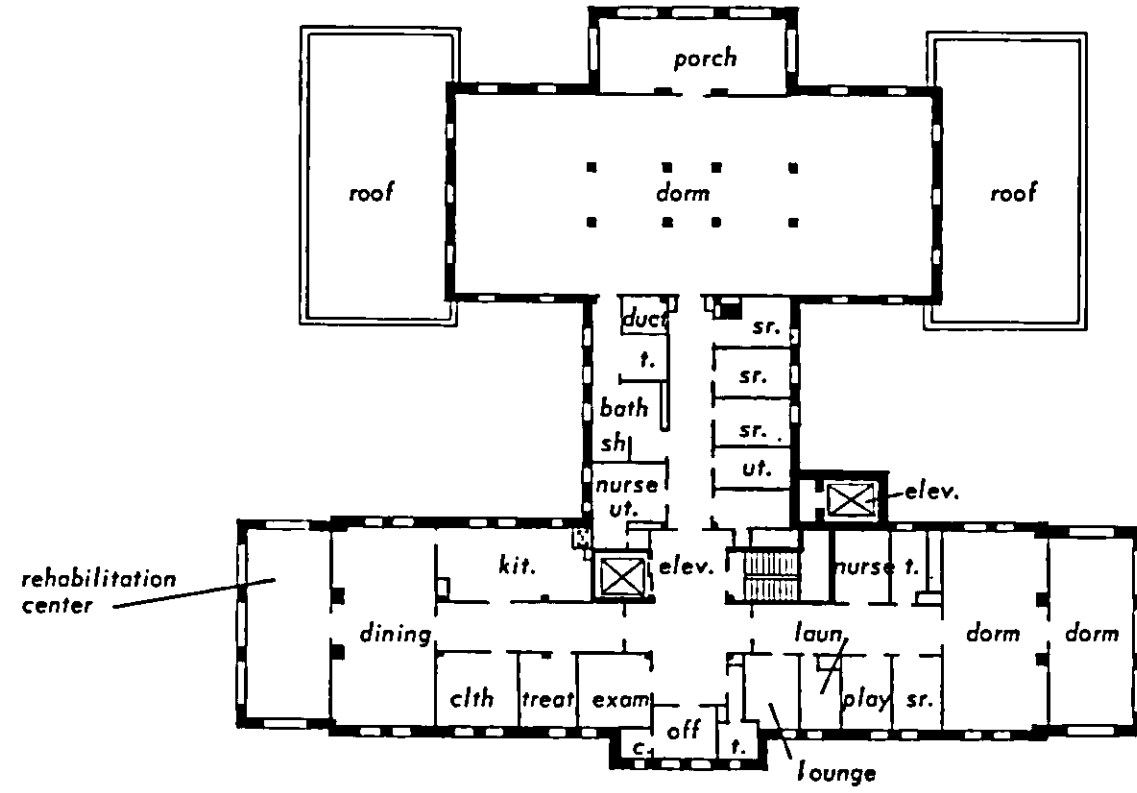 porch
roof
dorm
roof
duct
sr.
t.
sr.
bath
sr.
sh
ut.
nurse
ut.
elev.
rehabilitation
center
kit.
elev.
nurse t.
dining
laun.
dorm
dorm
clth
treat
exam
play
sr.
c.
off
t.
lounge